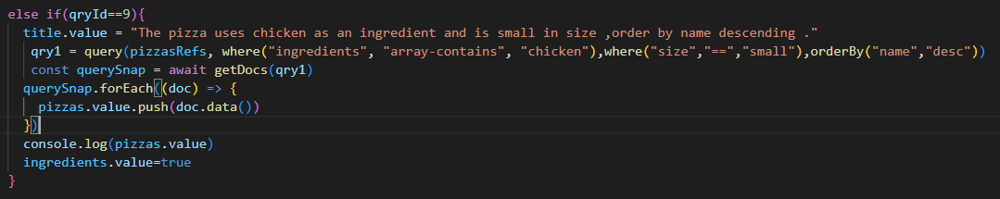 else if(qryId==9){
title.value = "The pizza uses chicken as an ingredient and is small in size ,order by name descending ."
qry1 = query(pizzasRefs, where("ingredients", "array-contains", "chicken"),where("size","==","small"),orderBy("name","desc"))
const querySnap = await getDocs(qry1)
querySnap.forEach((doc) => {
pizzas.value.push(doc.data())
})
console.log(pizzas.value)
ingredients.value=true
}